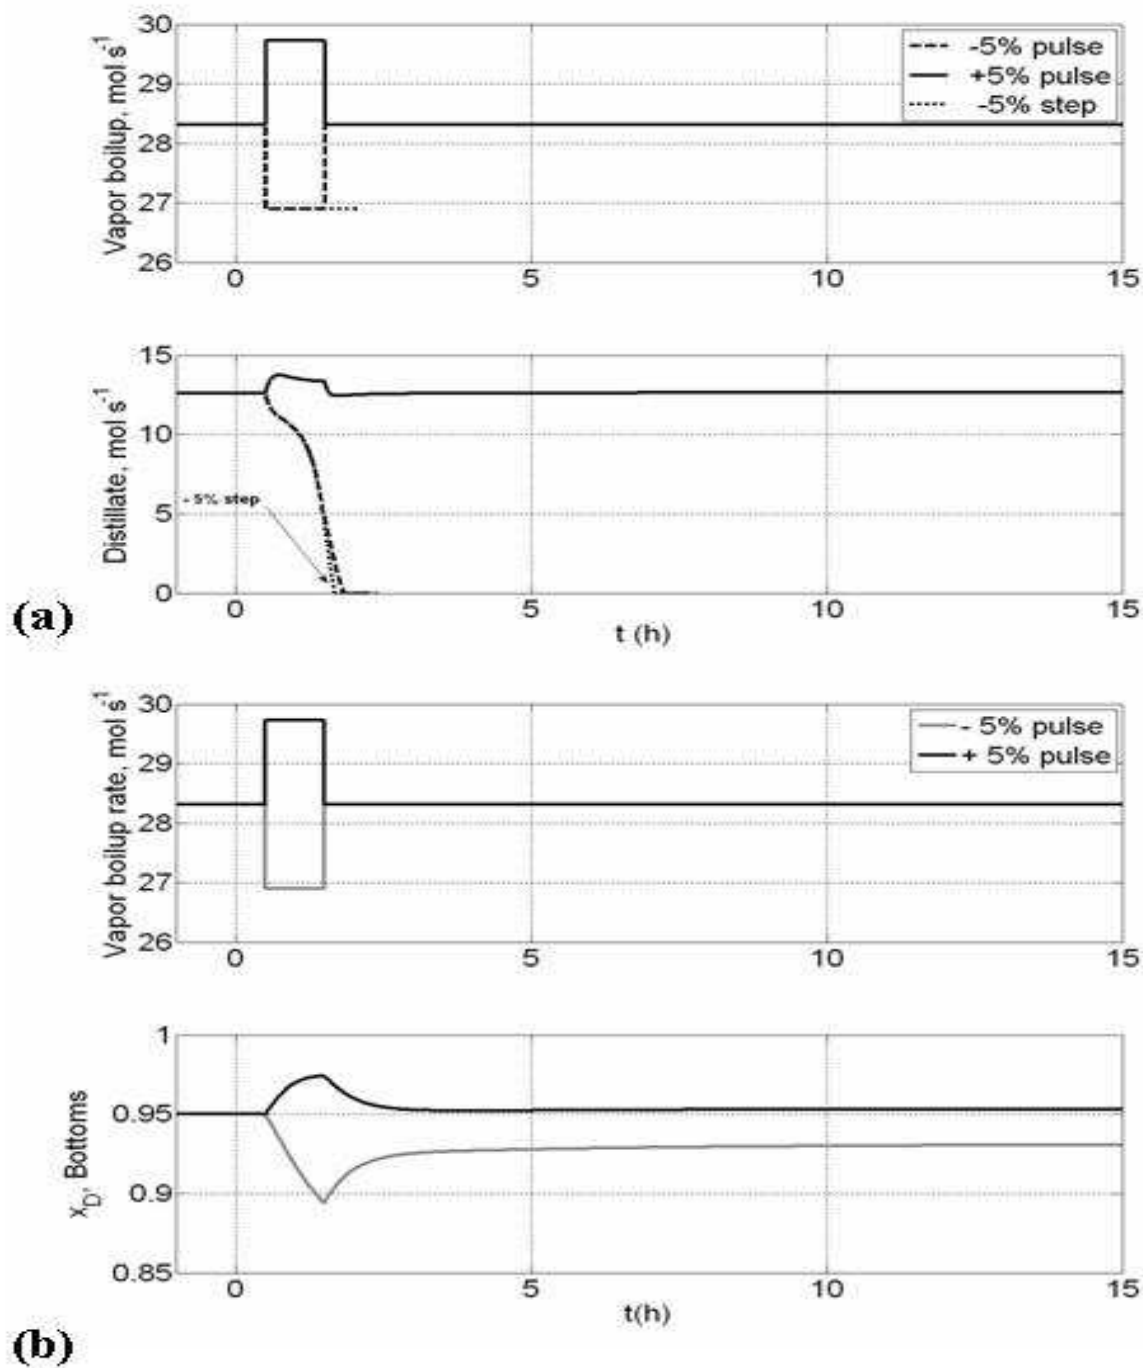 30
29
28
27
26
Vapor boilup, mol s-1
-5% pulse
+5% pulse
-5% step
0 5 10 15
15
10
5
0
Distillate, mol s-1
- 5% step
0 5 10 15
t (h)
(a)
30
29
28
27
26
Vapor boilup rate, mol s-1
- 5% pulse
+ 5% pulse
0 5 10 15
1
0.95
0.9
0.85
xD, Bottoms
0 5 10 15
t(h)
(b)